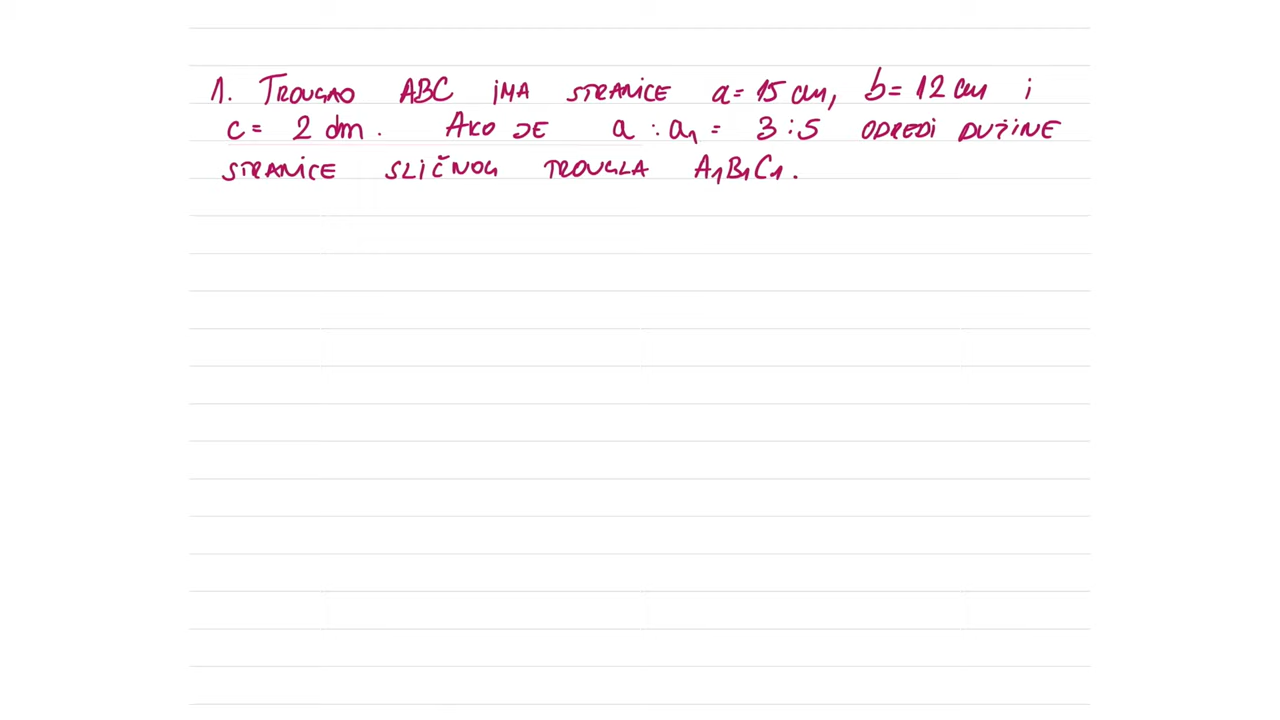 1. TROUGAO ABC IMA STRANICE a = 15 cm, b = 12 cm i
c = 2 dm. AKO JE a : a₁ = 3 : 5 ODREDI DUŽINE
STRANICE SLIČNOG TROUGLA A₁B₁C₁.